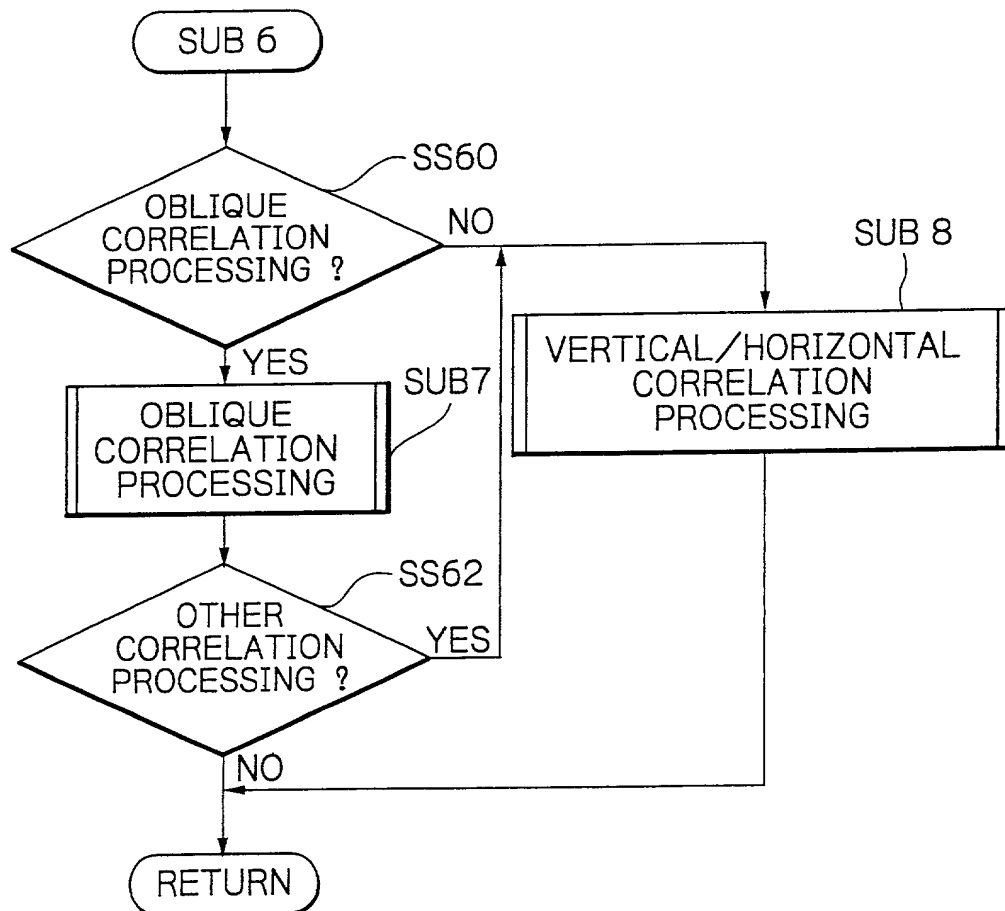 SUB 6
SS60
OBLIQUE
CORRELATION
PROCESSING ?
NO
SUB 8
YES
VERTICAL/HORIZONTAL
CORRELATION
PROCESSING
SUB7
OBLIQUE
CORRELATION
PROCESSING
SS62
OTHER
CORRELATION
PROCESSING ?
YES
NO
RETURN